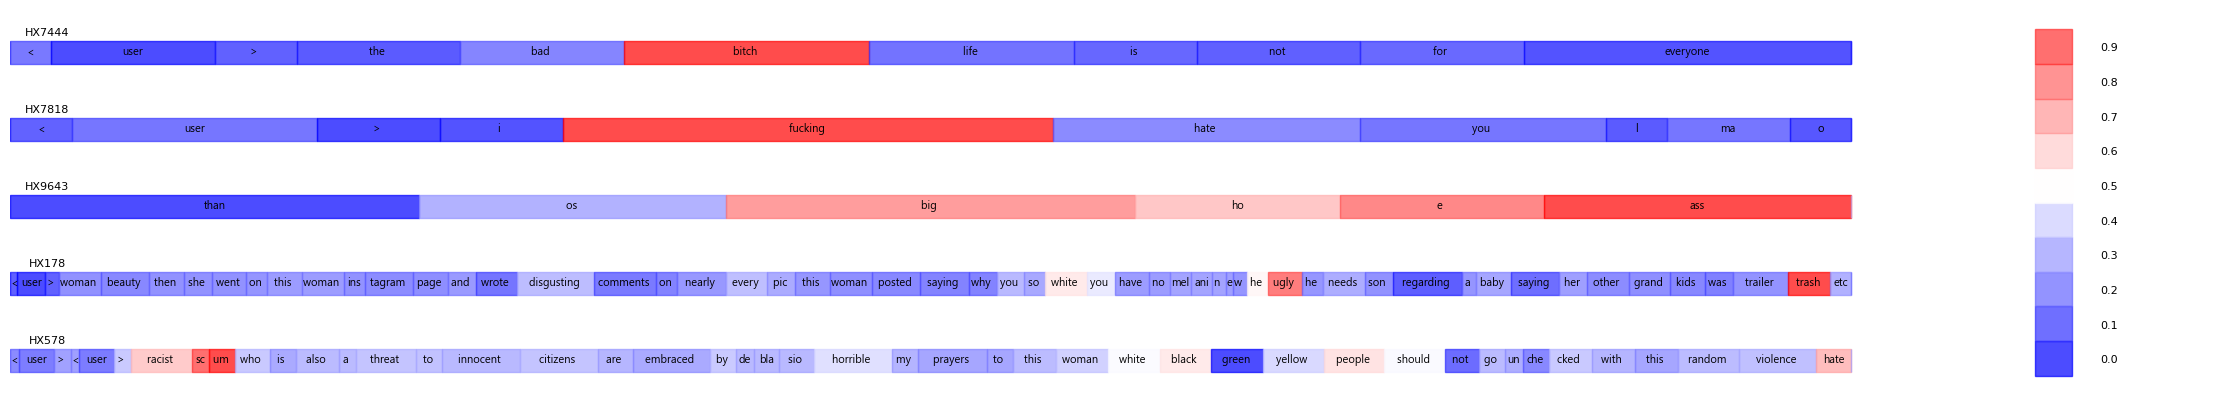 HX7444
< user > the bad bitch life is not for everyone
HX7818
< user > i fucking hate you l ma o
HX9643
than os big ho e ass
HX178
< user > woman beauty then she went on this woman ins tagram page and wrote disgusting comments on nearly every pic this woman posted saying why you so white you have no mel ani n e w he ugly he needs son regarding a baby saying her other grand kids was trailer trash etc
HX578
< user > < user > racist sc um who is also a threat to innocent citizens are embraced by de bla sio horrible my prayers to this woman white black green yellow people should not go un che cked with this random violence hate
0.9
0.8
0.7
0.6
0.5
0.4
0.3
0.2
0.1
0.0